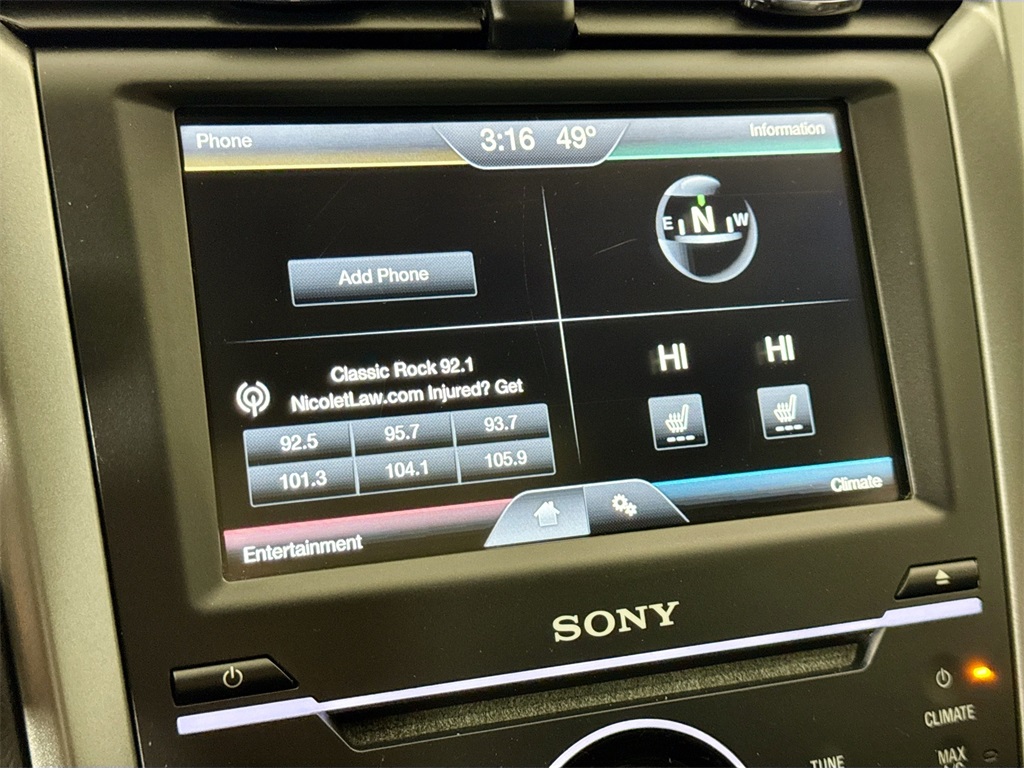 Phone
3:16 49°
Information
E N W
Add Phone
Classic Rock 92.1
NicoletLaw.com Injured? Get
92.5 95.7 93.7
101.3 104.1 105.9
HI HI
Entertainment
Climate
SONY
CLIMATE
TUNE
MAX
A/C